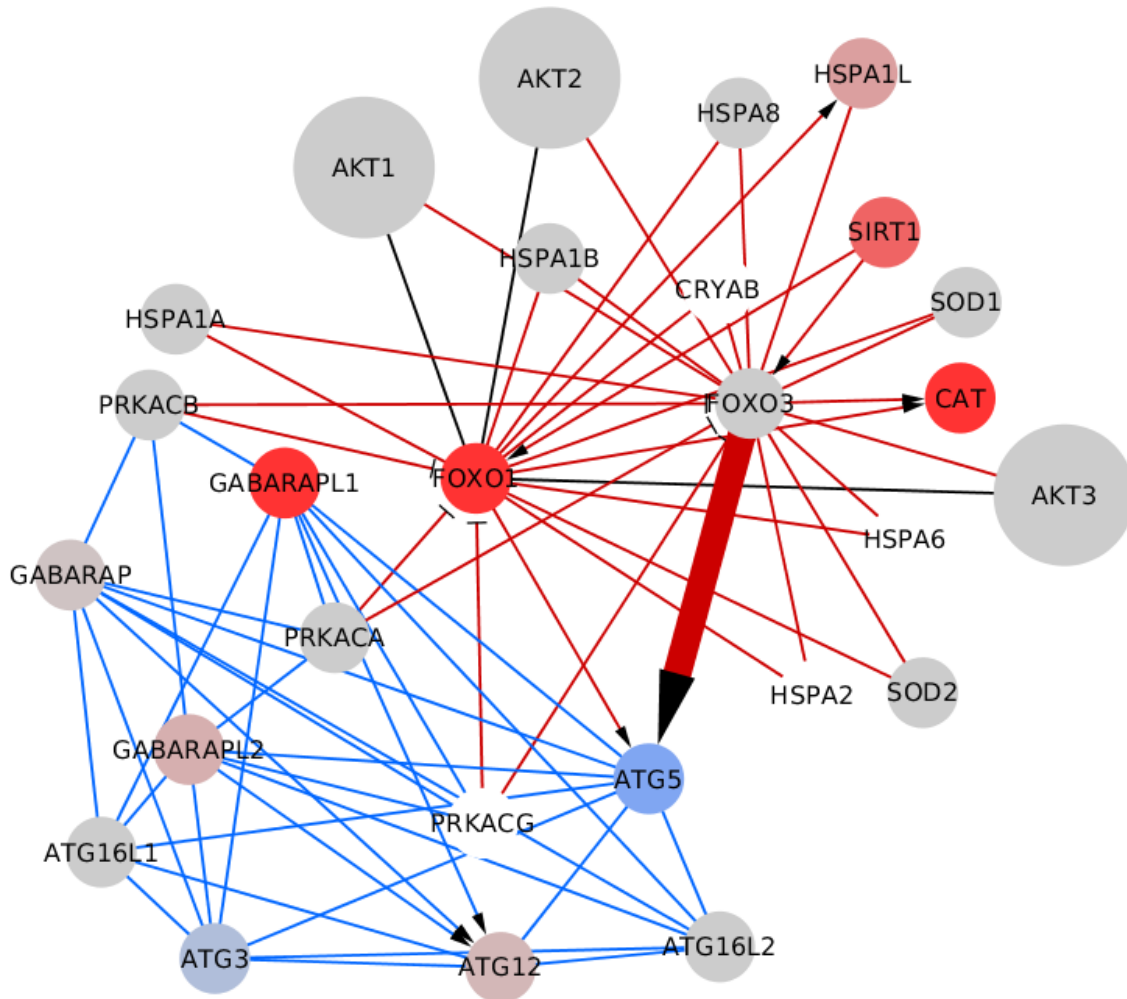 AKT2
HSPA1L
HSPA8
AKT1
SIRT1
HSPA1B
CRYAB
SOD1
HSPA1A
PRKACB
FOXO3
CAT
GABARAPL1
FOXO1
AKT3
HSPA6
GABARAP
PRKACA
HSPA2
SOD2
GABARAPL2
ATG5
PRKACG
ATG16L1
ATG16L2
ATG3
ATG12